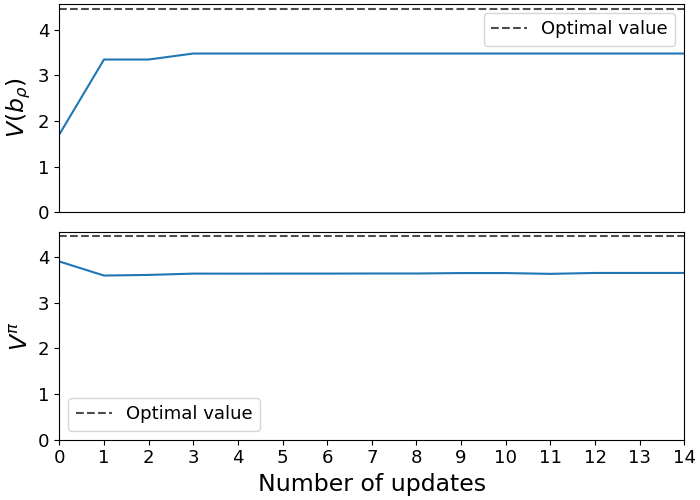 4
3
2
1
0
V(b_ρ)
Optimal value
4
3
2
1
0
V^π
Optimal value
0 1 2 3 4 5 6 7 8 9 10 11 12 13 14
Number of updates